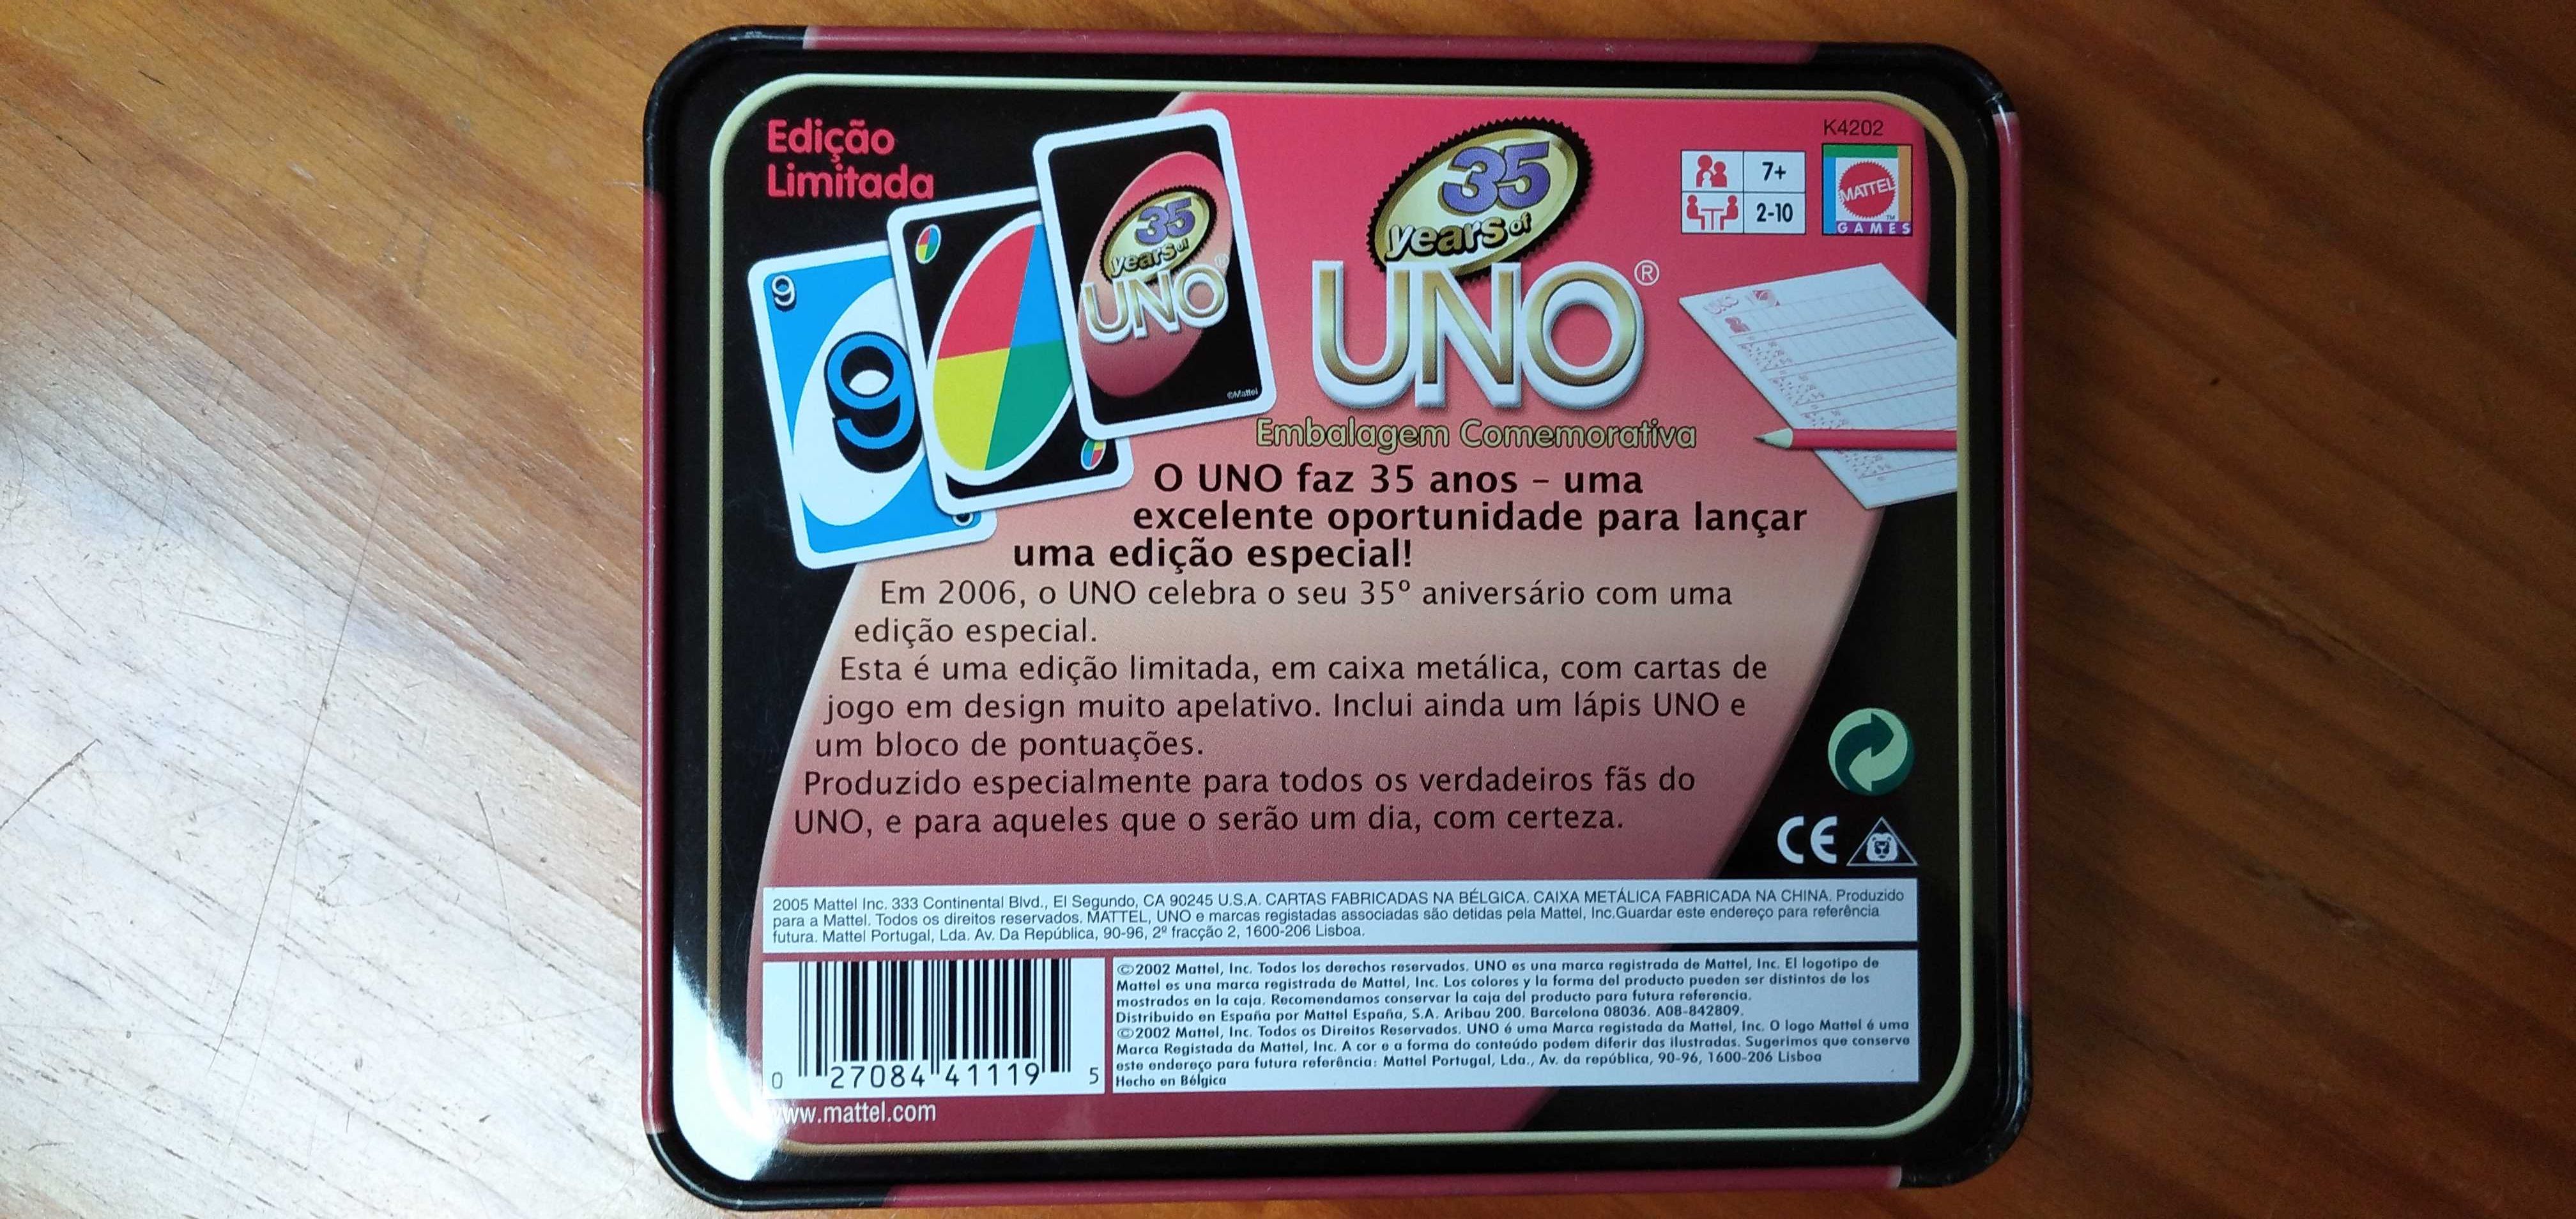 Edição
Limitada
9
9
35
years of
UNO®
©Mattel
35
years of
UNO®
Embalagem Comemorativa
K4202
7+
2-10
MATTEL
TM
GAMES
O UNO faz 35 anos – uma
excelente oportunidade para lançar
uma edição especial!
Em 2006, o UNO celebra o seu 35º aniversário com uma
edição especial.
Esta é uma edição limitada, em caixa metálica, com cartas de
jogo em design muito apelativo. Inclui ainda um lápis UNO e
um bloco de pontuações.
Produzido especialmente para todos os verdadeiros fãs do
UNO, e para aqueles que o serão um dia, com certeza.
CE
2005 Mattel Inc. 333 Continental Blvd., El Segundo, CA 90245 U.S.A. CARTAS FABRICADAS NA BÉLGICA. CAIXA METÁLICA FABRICADA NA CHINA. Produzido
para a Mattel. Todos os direitos reservados. MATTEL, UNO e marcas registadas associadas são detidas pela Mattel, Inc.Guardar este endereço para referência
futura. Mattel Portugal, Lda. Av. Da República, 90-96, 2º fracção 2, 1600-206 Lisboa.
©2002 Mattel, Inc. Todos los derechos reservados. UNO es una marca registrada de Mattel, Inc. El logotipo de
Mattel es una marca registrada de Mattel, Inc. Los colores y la forma del producto pueden ser distintos de los
mostrados en la caja. Recomendamos conservar la caja del producto para futura referencia.
Distribuido en España por Mattel España, S.A. Aribau 200. Barcelona 08036. A08-842809.
©2002 Mattel, Inc. Todos os Direitos Reservados. UNO é uma Marca registada da Mattel, Inc. O logo Mattel é uma
Marca Registada da Mattel, Inc. A cor e a forma do conteúdo podem diferir das ilustradas. Sugerimos que conserve
este endereço para futura referência: Mattel Portugal, Lda., Av. da república, 90-96, 1600-206 Lisboa
Hecho en Bélgica
0 27084 41119 5
www.mattel.com